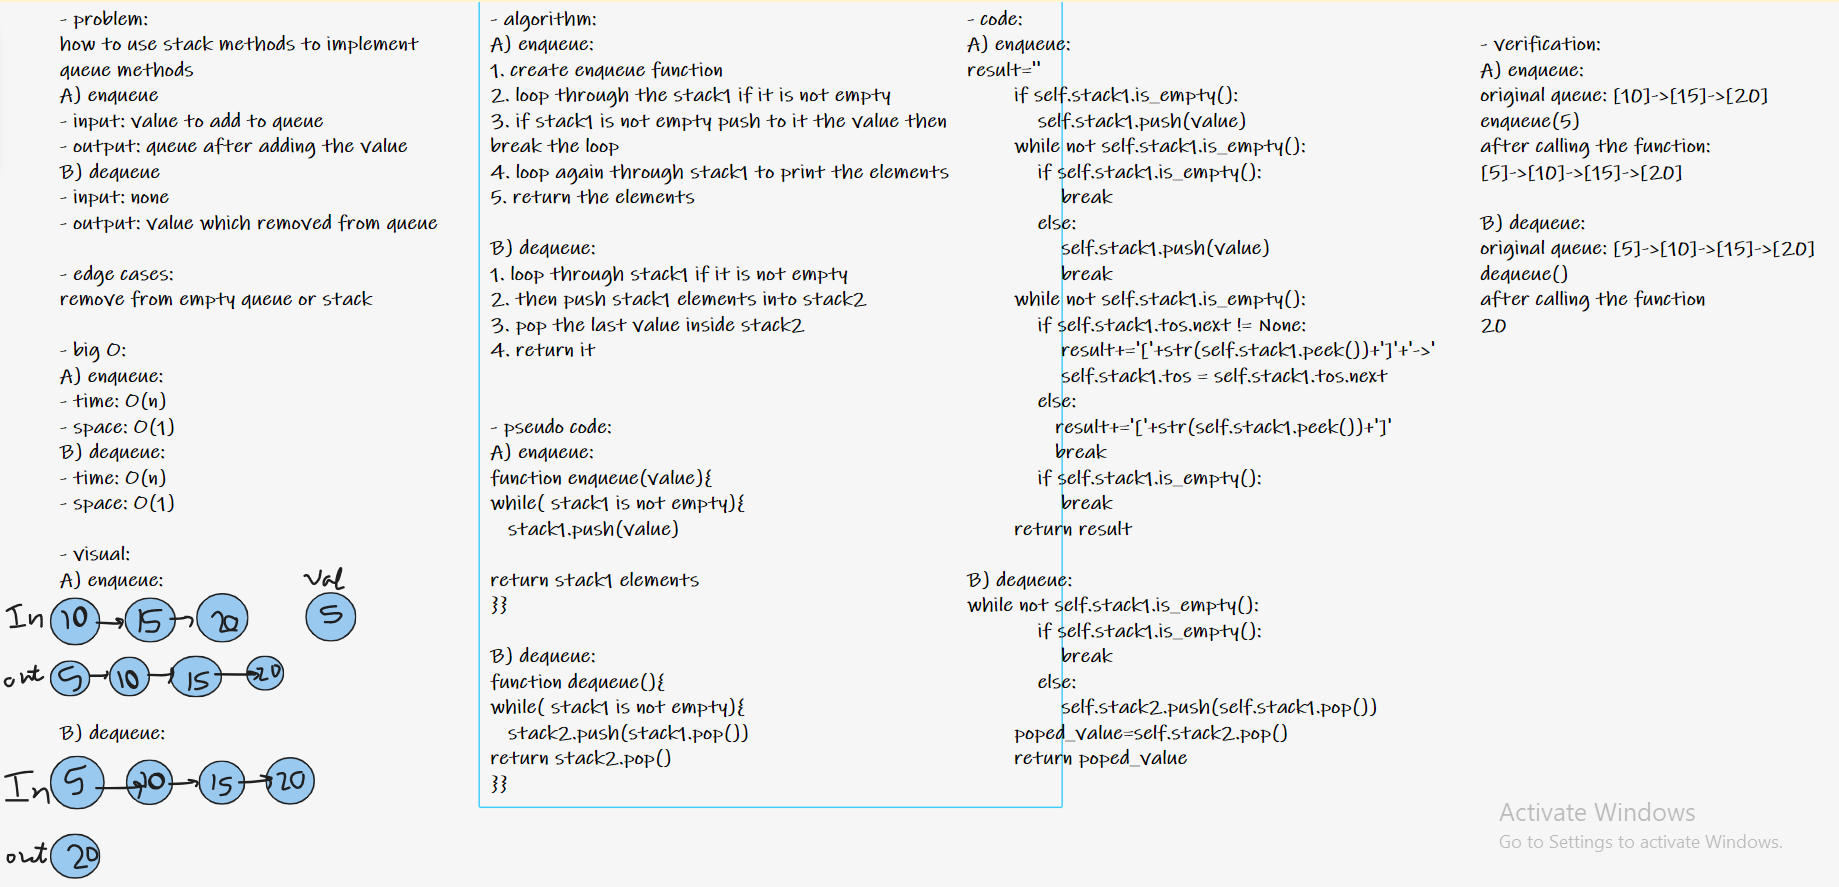 - problem:
how to use stack methods to implement
queue methods
A) enqueue
- input: value to add to queue
- output: queue after adding the value
B) dequeue
- input: none
- output: value which removed from queue
- edge cases:
remove from empty queue or stack
- big O:
A) enqueue:
- time: O(n)
- space: O(1)
B) dequeue:
- time: O(n)
- space: O(1)
- visual:
A) enqueue:
val
In 10 15 20 5
out 5 10 15 20
B) dequeue:
In 5 10 15 20
out 20
- algorithm:
A) enqueue:
1. create enqueue function
2. loop through the stack1 if it is not empty
3. if stack1 is not empty push to it the value then
break the loop
4. loop again through stack1 to print the elements
5. return the elements
B) dequeue:
1. loop through stack1 if it is not empty
2. then push stack1 elements into stack2
3. pop the last value inside stack2
4. return it
- pseudo code:
A) enqueue:
function enqueue(value){
while( stack1 is not empty){
stack1.push(value)
return stack1 elements
}}
B) dequeue:
function dequeue(){
while( stack1 is not empty){
stack2.push(stack1.pop())
return stack2.pop()
}}
- code:
A) enqueue:
result=''
if self.stack1.is_empty():
self.stack1.push(value)
while not self.stack1.is_empty():
if self.stack1.is_empty():
break
else:
self.stack1.push(value)
break
while not self.stack1.is_empty():
if self.stack1.tos.next != None:
result+='['+str(self.stack1.peek())+']'+'->'
self.stack1.tos = self.stack1.tos.next
else:
result+='['+str(self.stack1.peek())+']'
break
if self.stack1.is_empty():
break
return result
B) dequeue:
while not self.stack1.is_empty():
if self.stack1.is_empty():
break
else:
self.stack2.push(self.stack1.pop())
poped_value=self.stack2.pop()
return poped_value
- verification:
A) enqueue:
original queue: [10]->[15]->[20]
enqueue(5)
after calling the function:
[5]->[10]->[15]->[20]
B) dequeue:
original queue: [5]->[10]->[15]->[20]
dequeue()
after calling the function
20
Activate Windows
Go to Settings to activate Windows.